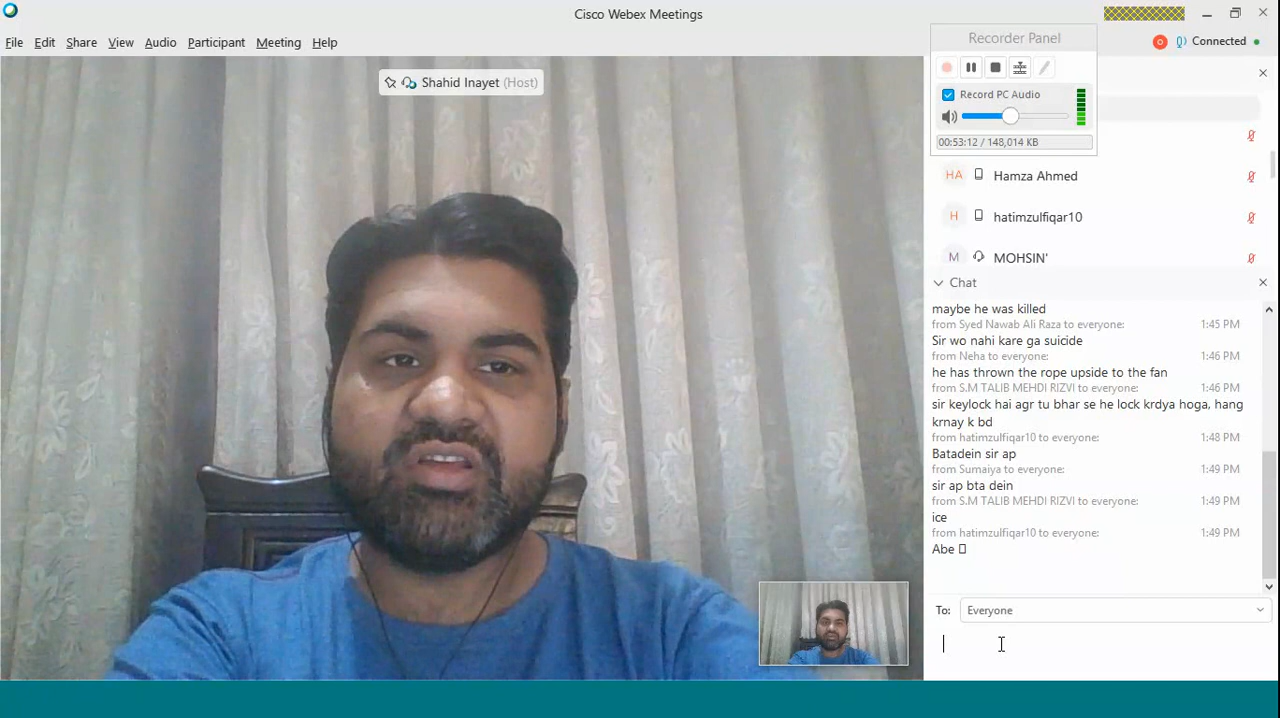 Cisco Webex Meetings
File Edit Share View Audio Participant Meeting Help
Connected
Recorder Panel
Record PC Audio
00:53:12 / 148,014 KB
Shahid Inayet (Host)
HA Hamza Ahmed
H hatimzulfiqar10
M MOHSIN'
Chat
maybe he was killed
from Syed Nawab Ali Raza to everyone: 1:45 PM
Sir wo nahi kare ga suicide
from Neha to everyone: 1:46 PM
he has thrown the rope upside to the fan
from S.M TALIB MEHDI RIZVI to everyone: 1:46 PM
sir keylock hai agr tu bhar se he lock krdya hoga, hang
krnay k bd
from hatimzulfiqar10 to everyone: 1:48 PM
Batadein sir ap
from Sumaiya to everyone: 1:49 PM
sir ap bta dein
from S.M TALIB MEHDI RIZVI to everyone: 1:49 PM
ice
from hatimzulfiqar10 to everyone: 1:49 PM
Abe
To: Everyone